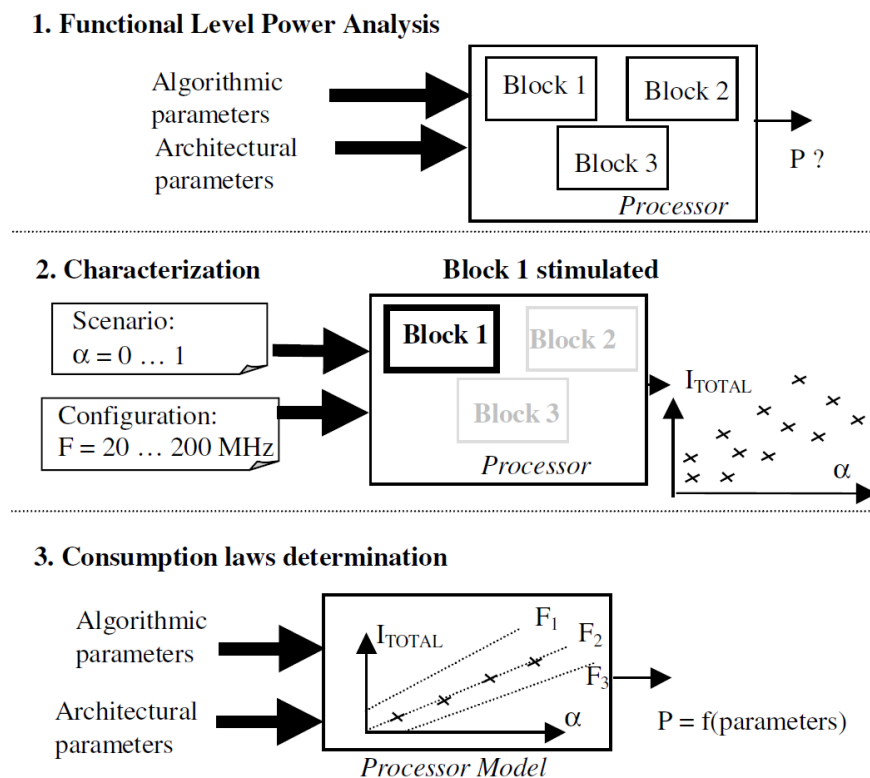 1. Functional Level Power Analysis
Algorithmic
parameters
Architectural
parameters
Block 1
Block 2
Block 3
Processor
P ?
2. Characterization
Block 1 stimulated
Scenario:
α = 0 … 1
Configuration:
F = 20 … 200 MHz
Block 1
Block 2
Block 3
Processor
I_TOTAL
α
3. Consumption laws determination
Algorithmic
parameters
Architectural
parameters
I_TOTAL
F₁
F₂
F₃
α
Processor Model
P = f(parameters)